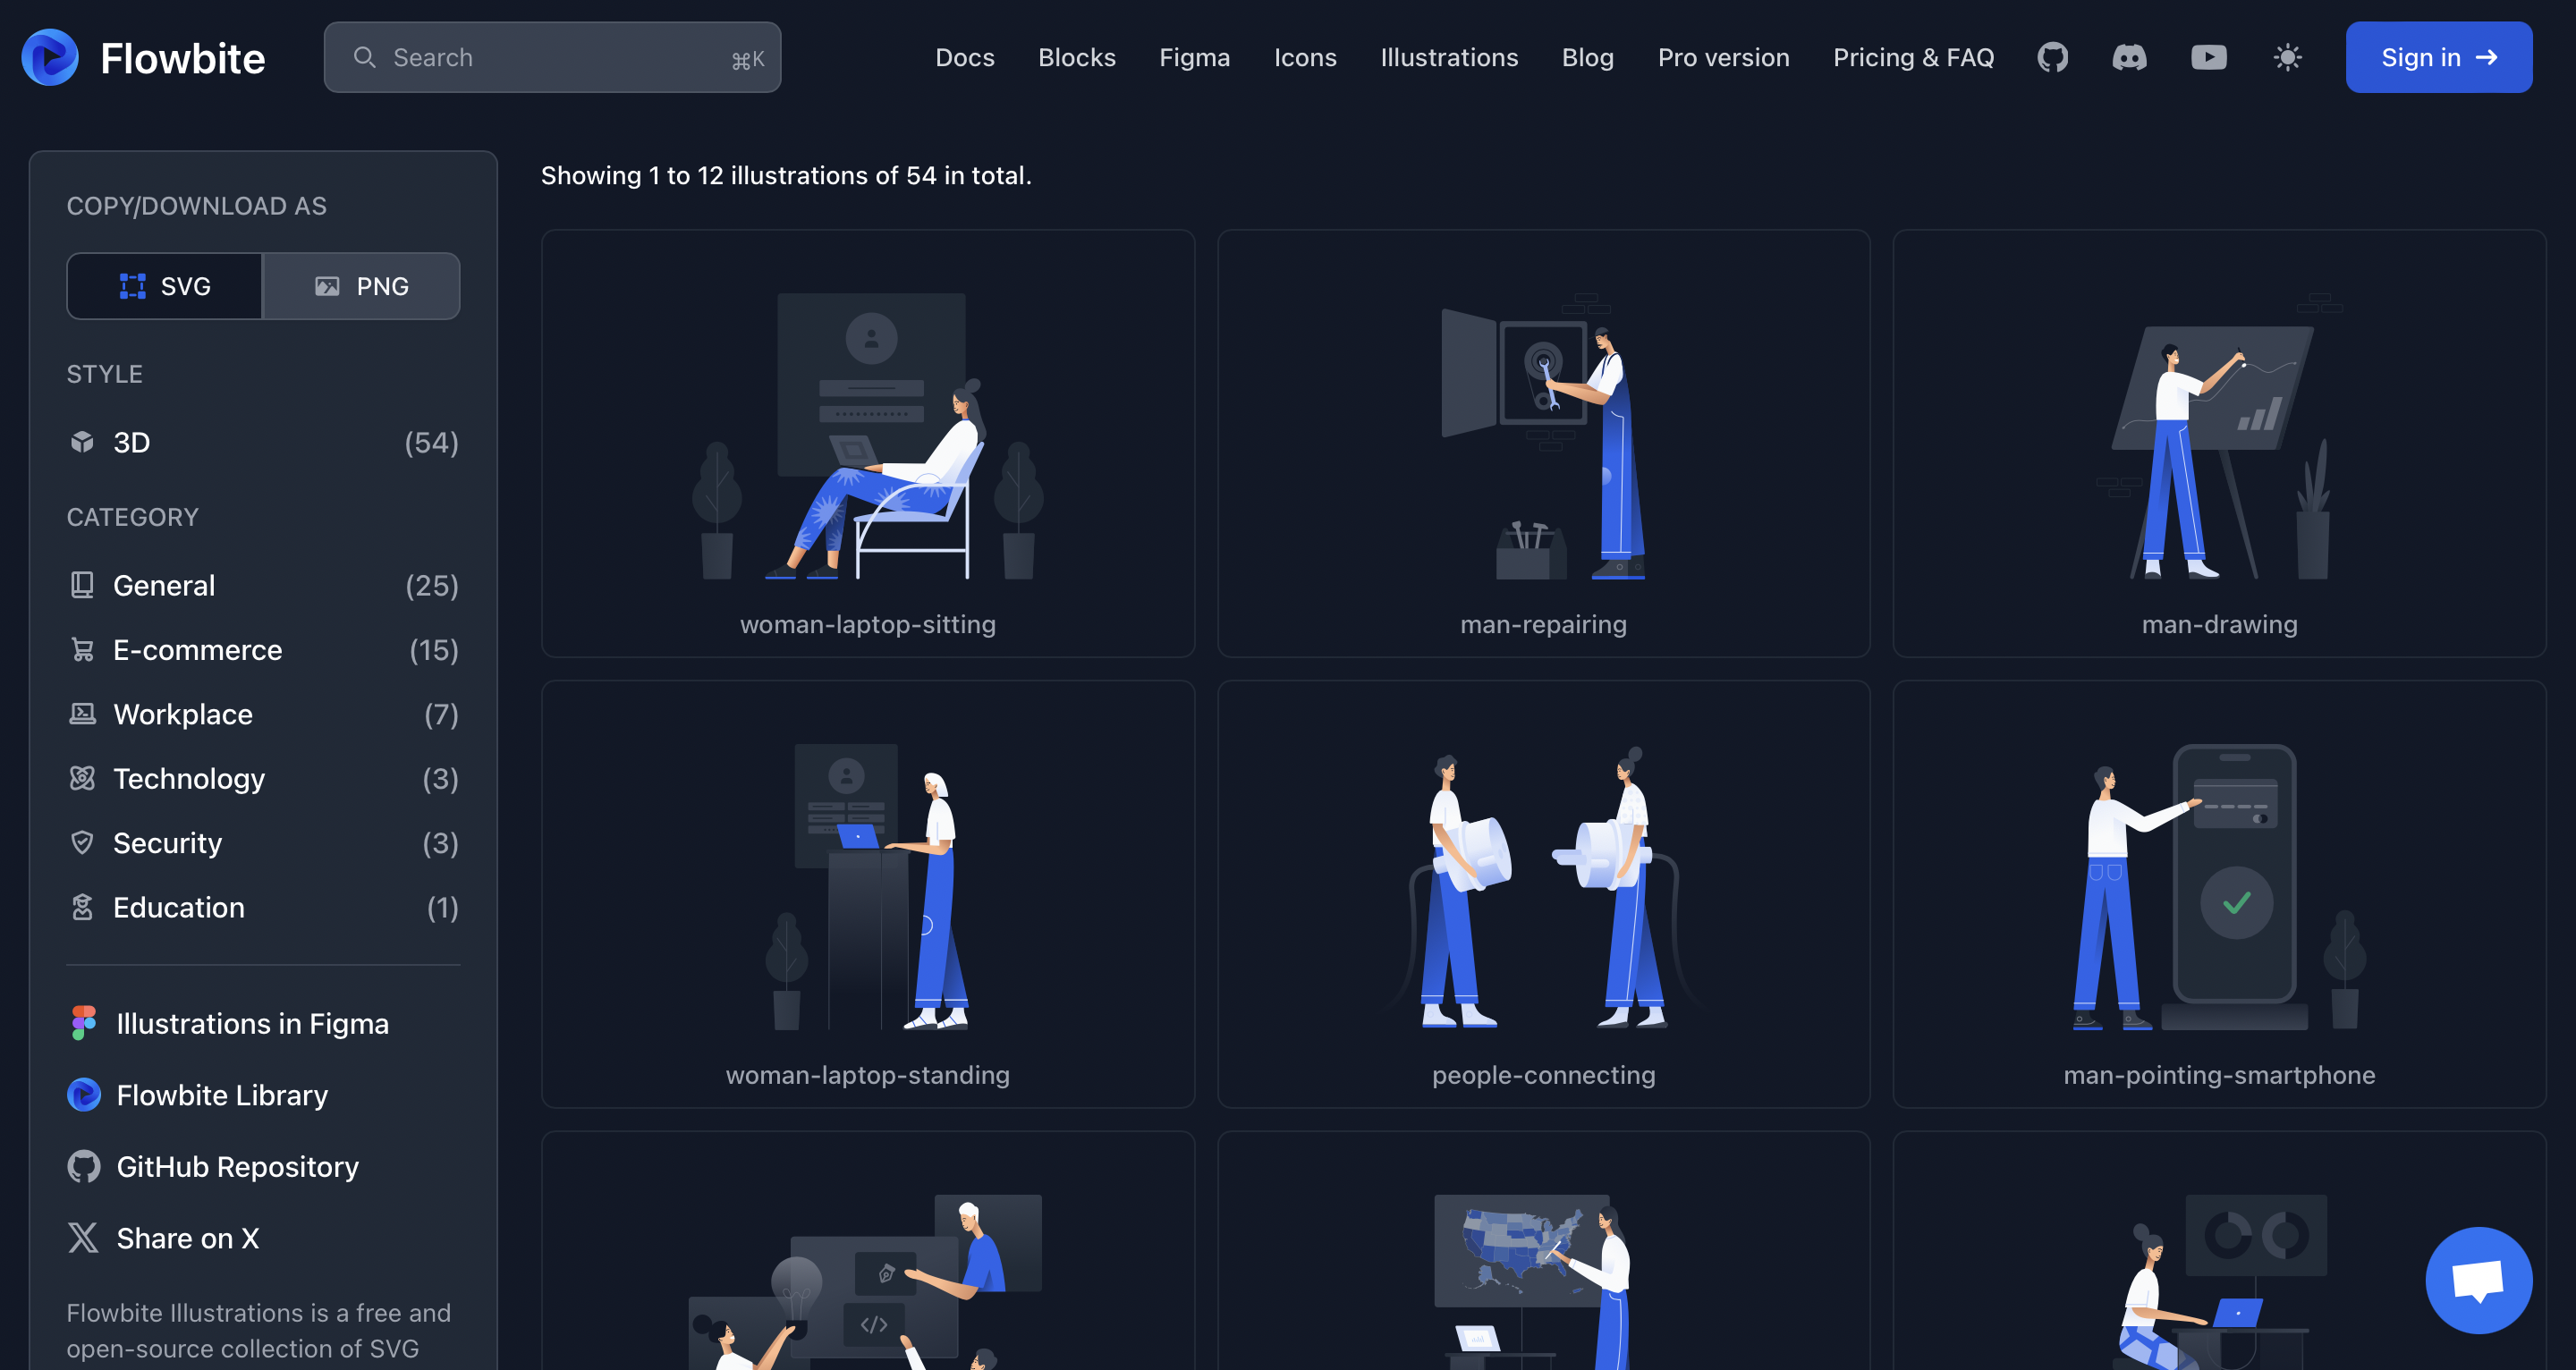 Flowbite
Search ⌘K
Docs Blocks Figma Icons Illustrations Blog Pro version Pricing & FAQ
Sign in →
COPY/DOWNLOAD AS
SVG PNG
STYLE
3D (54)
CATEGORY
General (25)
E-commerce (15)
Workplace (7)
Technology (3)
Security (3)
Education (1)
Illustrations in Figma
Flowbite Library
GitHub Repository
Share on X
Flowbite Illustrations is a free and
open-source collection of SVG
Showing 1 to 12 illustrations of 54 in total.
woman-laptop-sitting
man-repairing
man-drawing
woman-laptop-standing
people-connecting
man-pointing-smartphone
</>